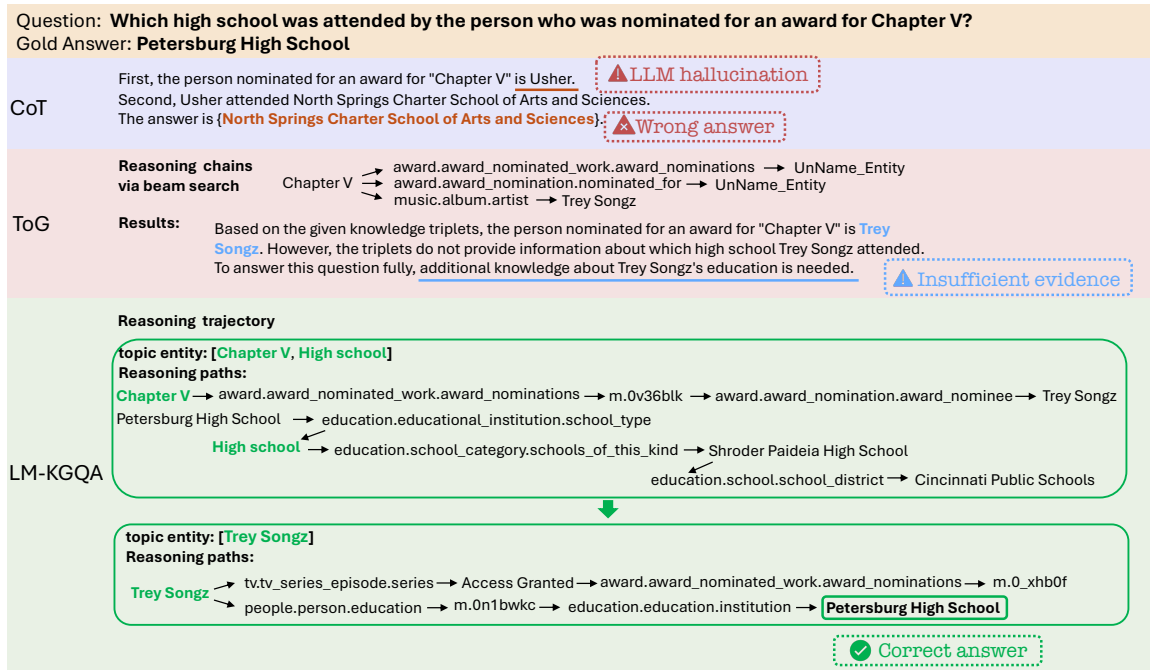 Question: Which high school was attended by the person who was nominated for an award for Chapter V?
Gold Answer: Petersburg High School
CoT
First, the person nominated for an award for "Chapter V" is Usher.
LLM hallucination
Second, Usher attended North Springs Charter School of Arts and Sciences.
The answer is {North Springs Charter School of Arts and Sciences}.
Wrong answer
ToG
Reasoning chains
via beam search
Chapter V
award.award_nominated_work.award_nominations → UnName_Entity
award.award_nomination.nominated_for → UnName_Entity
music.album.artist → Trey Songz
Results:
Based on the given knowledge triplets, the person nominated for an award for "Chapter V" is Trey
Songz. However, the triplets do not provide information about which high school Trey Songz attended.
To answer this question fully, additional knowledge about Trey Songz's education is needed.
Insufficient evidence
LM-KGQA
Reasoning trajectory
topic entity: [Chapter V, High school]
Reasoning paths:
Chapter V → award.award_nominated_work.award_nominations → m.0v36blk → award.award_nomination.award_nominee → Trey Songz
Petersburg High School → education.educational_institution.school_type
High school → education.school_category.schools_of_this_kind → Shroder Paideia High School
education.school.school_district → Cincinnati Public Schools
topic entity: [Trey Songz]
Reasoning paths:
Trey Songz
tv.tv_series_episode.series → Access Granted → award.award_nominated_work.award_nominations → m.0_xhb0f
people.person.education → m.0n1bwkc → education.education.institution → Petersburg High School
Correct answer